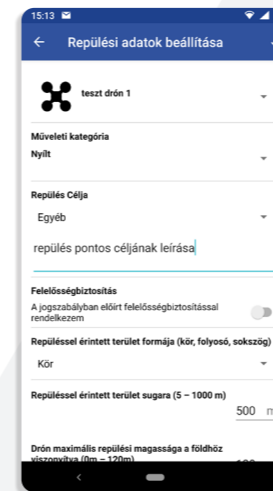 15:13
Repülési adatok beállítása
teszt drón 1
Műveleti kategória
Nyílt
Repülés Célja
Egyéb
repülés pontos céljának leírása
Felelősségbiztosítás
A jogszabályban előírt felelősségbiztosítással
rendelkezem
Repüléssel érintett terület formája (kör, folyosó, sokszög)
Kör
Repüléssel érintett terület sugara (5 – 1000 m)
500 m
Drón maximális repülési magassága a földhöz
viszonyítva (0m – 120m)